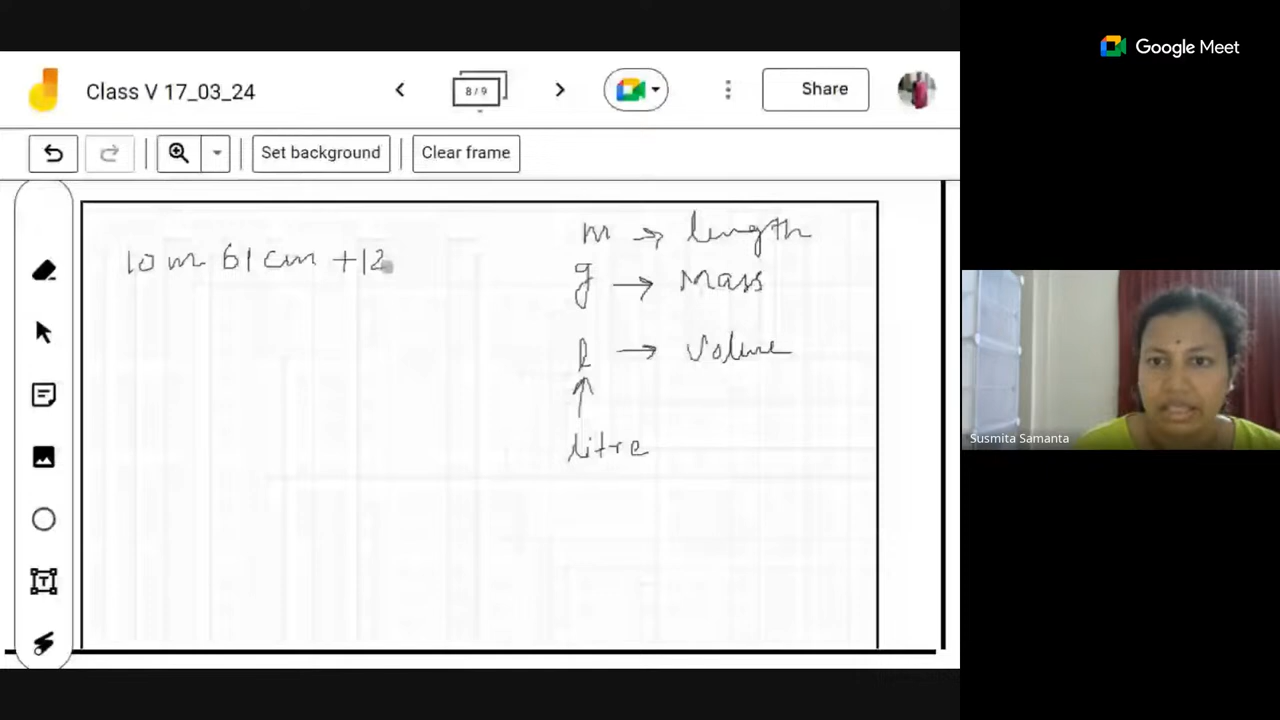 Google Meet
Class V 17_03_24
8/9
Share
Set background
Clear frame
10 m 61 cm +12
m → length
g → Mass
l → Volume
↑
litre
T
Susmita Samanta